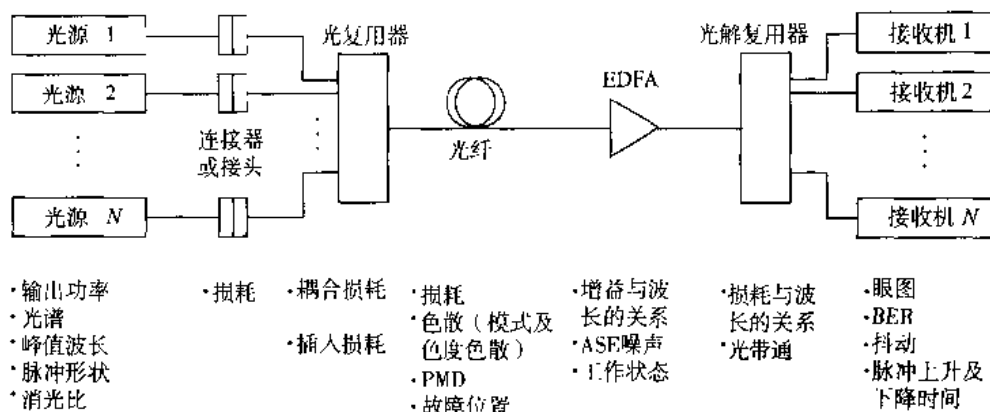 光源 1
光源 2
光源 N
连接器
或接头
光复用器
光纤
EDFA
光解复用器
接收机 1
接收机 2
接收机 N
·输出功率
·光谱
·峰值波长
·脉冲形状
·消光比
·损耗
·耦合损耗
·插入损耗
·损耗
·色散（模式及
色度色散）
·PMD
·故障位置
·增益与波
长的关系
·ASE噪声
·工作状态
·损耗与波
长的关系
·光带通
·眼图
·BER
·抖动
·脉冲上升及
下降时间